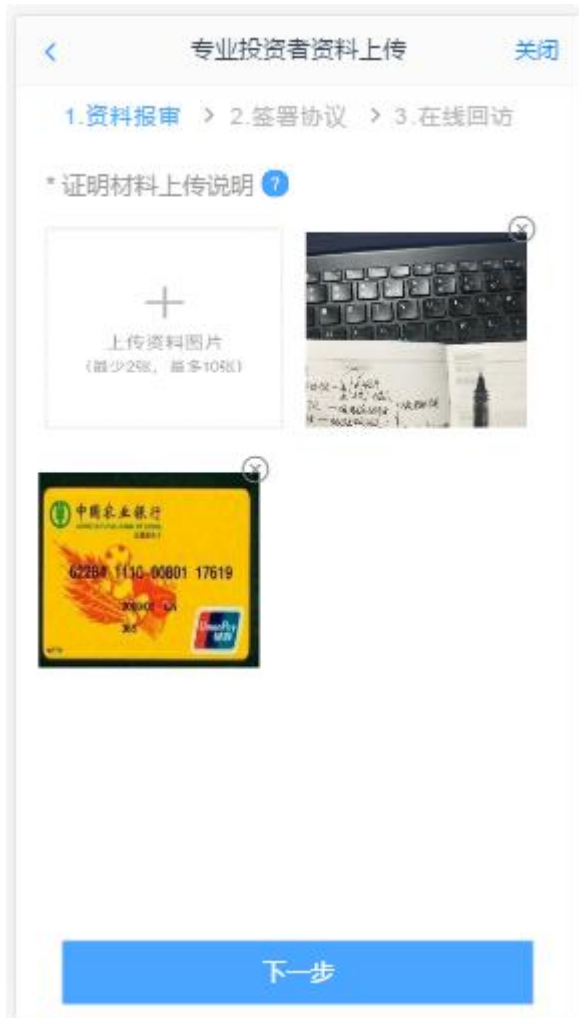 专业投资者资料上传 关闭
1.资料报审 > 2.签署协议 > 3.在线回访
* 证明材料上传说明 ?
上传资料图片
(最少2张，最多10张)
中国农业银行
UnionPay
银联
下一步